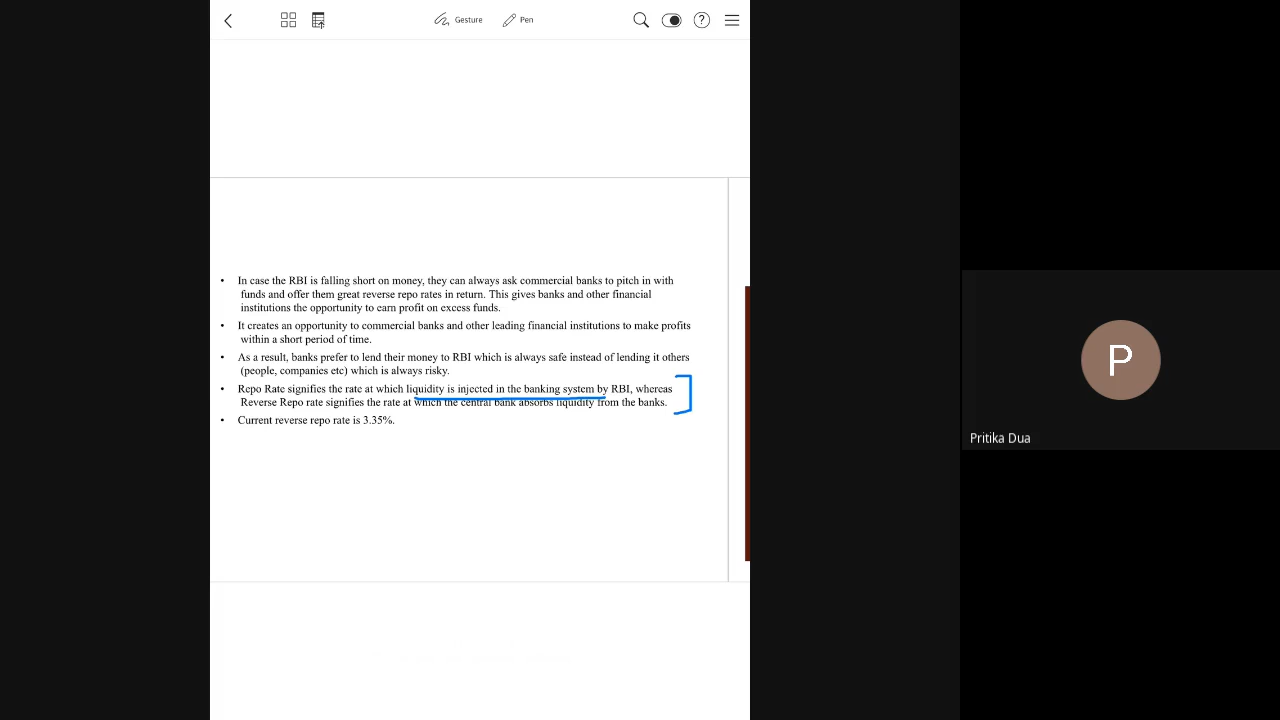 Gesture Pen
• In case the RBI is falling short on money, they can always ask commercial banks to pitch in with
funds and offer them great reverse repo rates in return. This gives banks and other financial
institutions the opportunity to earn profit on excess funds.
• It creates an opportunity to commercial banks and other leading financial institutions to make profits
within a short period of time.
• As a result, banks prefer to lend their money to RBI which is always safe instead of lending it others
(people, companies etc) which is always risky.
• Repo Rate signifies the rate at which liquidity is injected in the banking system by RBI, whereas
Reverse Repo rate signifies the rate at which the central bank absorbs liquidity from the banks.
• Current reverse repo rate is 3.35%.
P
Pritika Dua